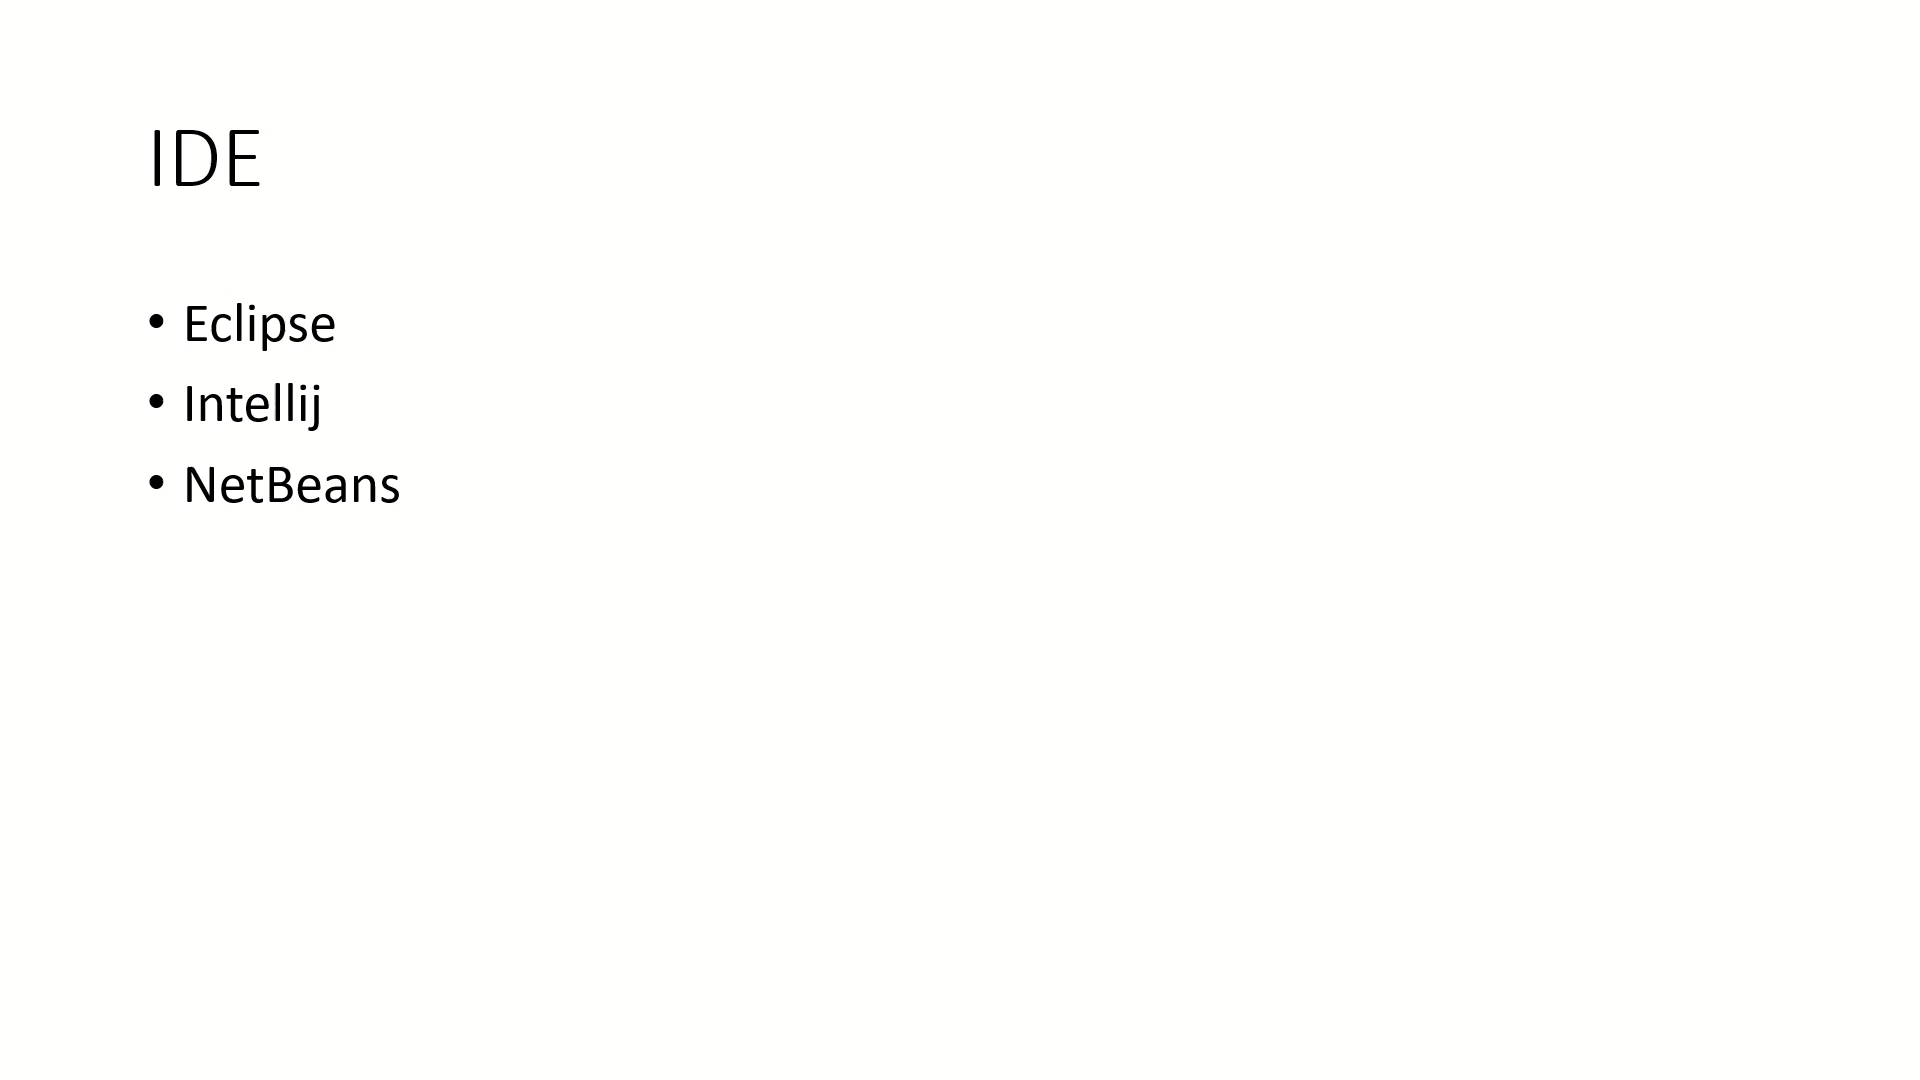 IDE
• Eclipse
• Intellij
• NetBeans